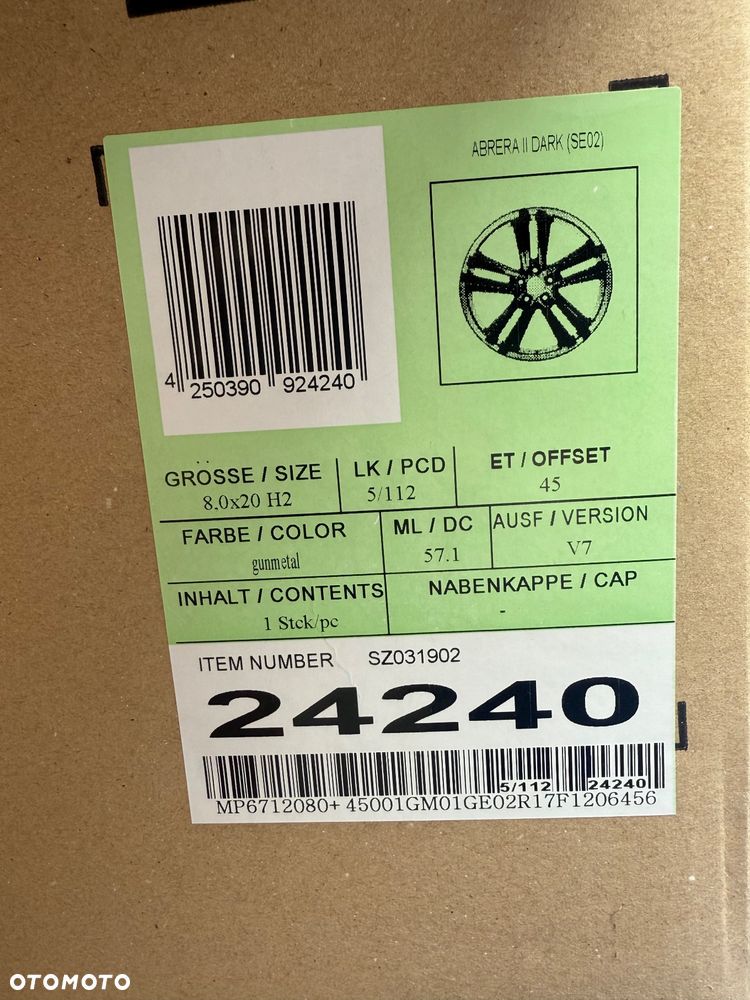 ABRERA II DARK (SE02)
4 250390 924240
GRÖSSE / SIZE
8,0x20 H2
LK / PCD
5/112
ET / OFFSET
45
FARBE / COLOR
gunmetal
ML / DC
57.1
AUSF / VERSION
V7
INHALT / CONTENTS
1 Stck/pc
NABENKAPPE / CAP
-
ITEM NUMBER SZ031902
24240
5/112 24240
MP6712080+ 45001GM01GE02R17F1206456
OTOMOTO